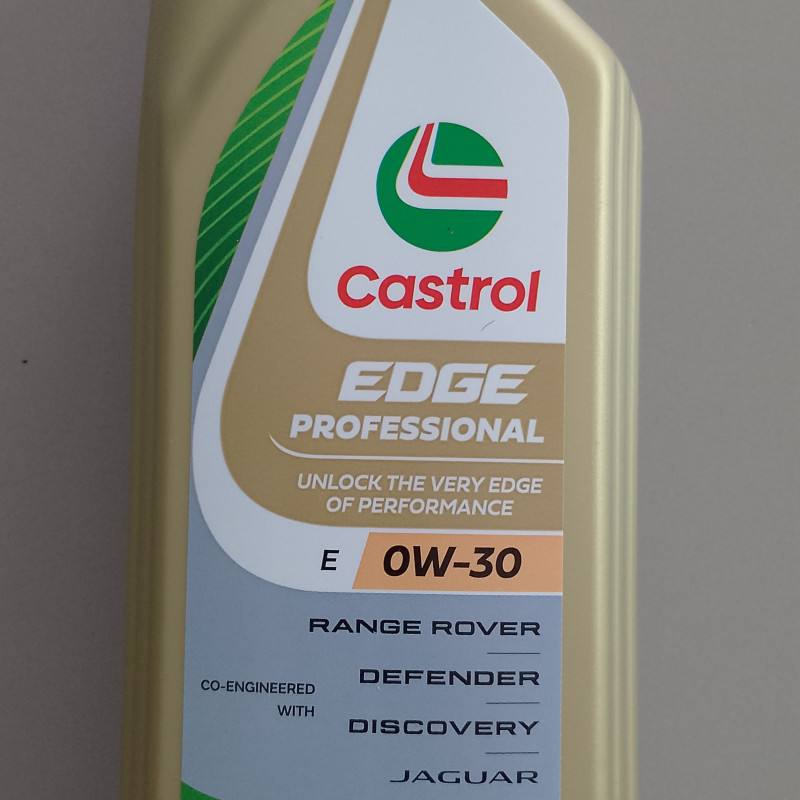 Castrol
EDGE
PROFESSIONAL
UNLOCK THE VERY EDGE
OF PERFORMANCE
E 0W-30
RANGE ROVER
DEFENDER
CO-ENGINEERED
WITH
DISCOVERY
JAGUAR